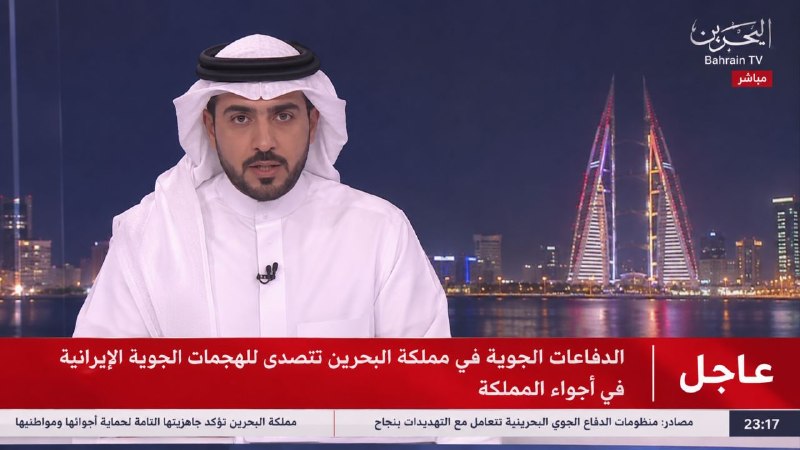 البحرين
Bahrain TV
مباشر
عاجل
الدفاعات الجوية في مملكة البحرين تتصدى للهجمات الجوية الإيرانية
في أجواء المملكة
23:17
مصادر: منظومات الدفاع الجوي البحرينية تتعامل مع التهديدات بنجاح
مملكة البحرين تؤكد جاهزيتها التامة لحماية أجوائها ومواطنيها